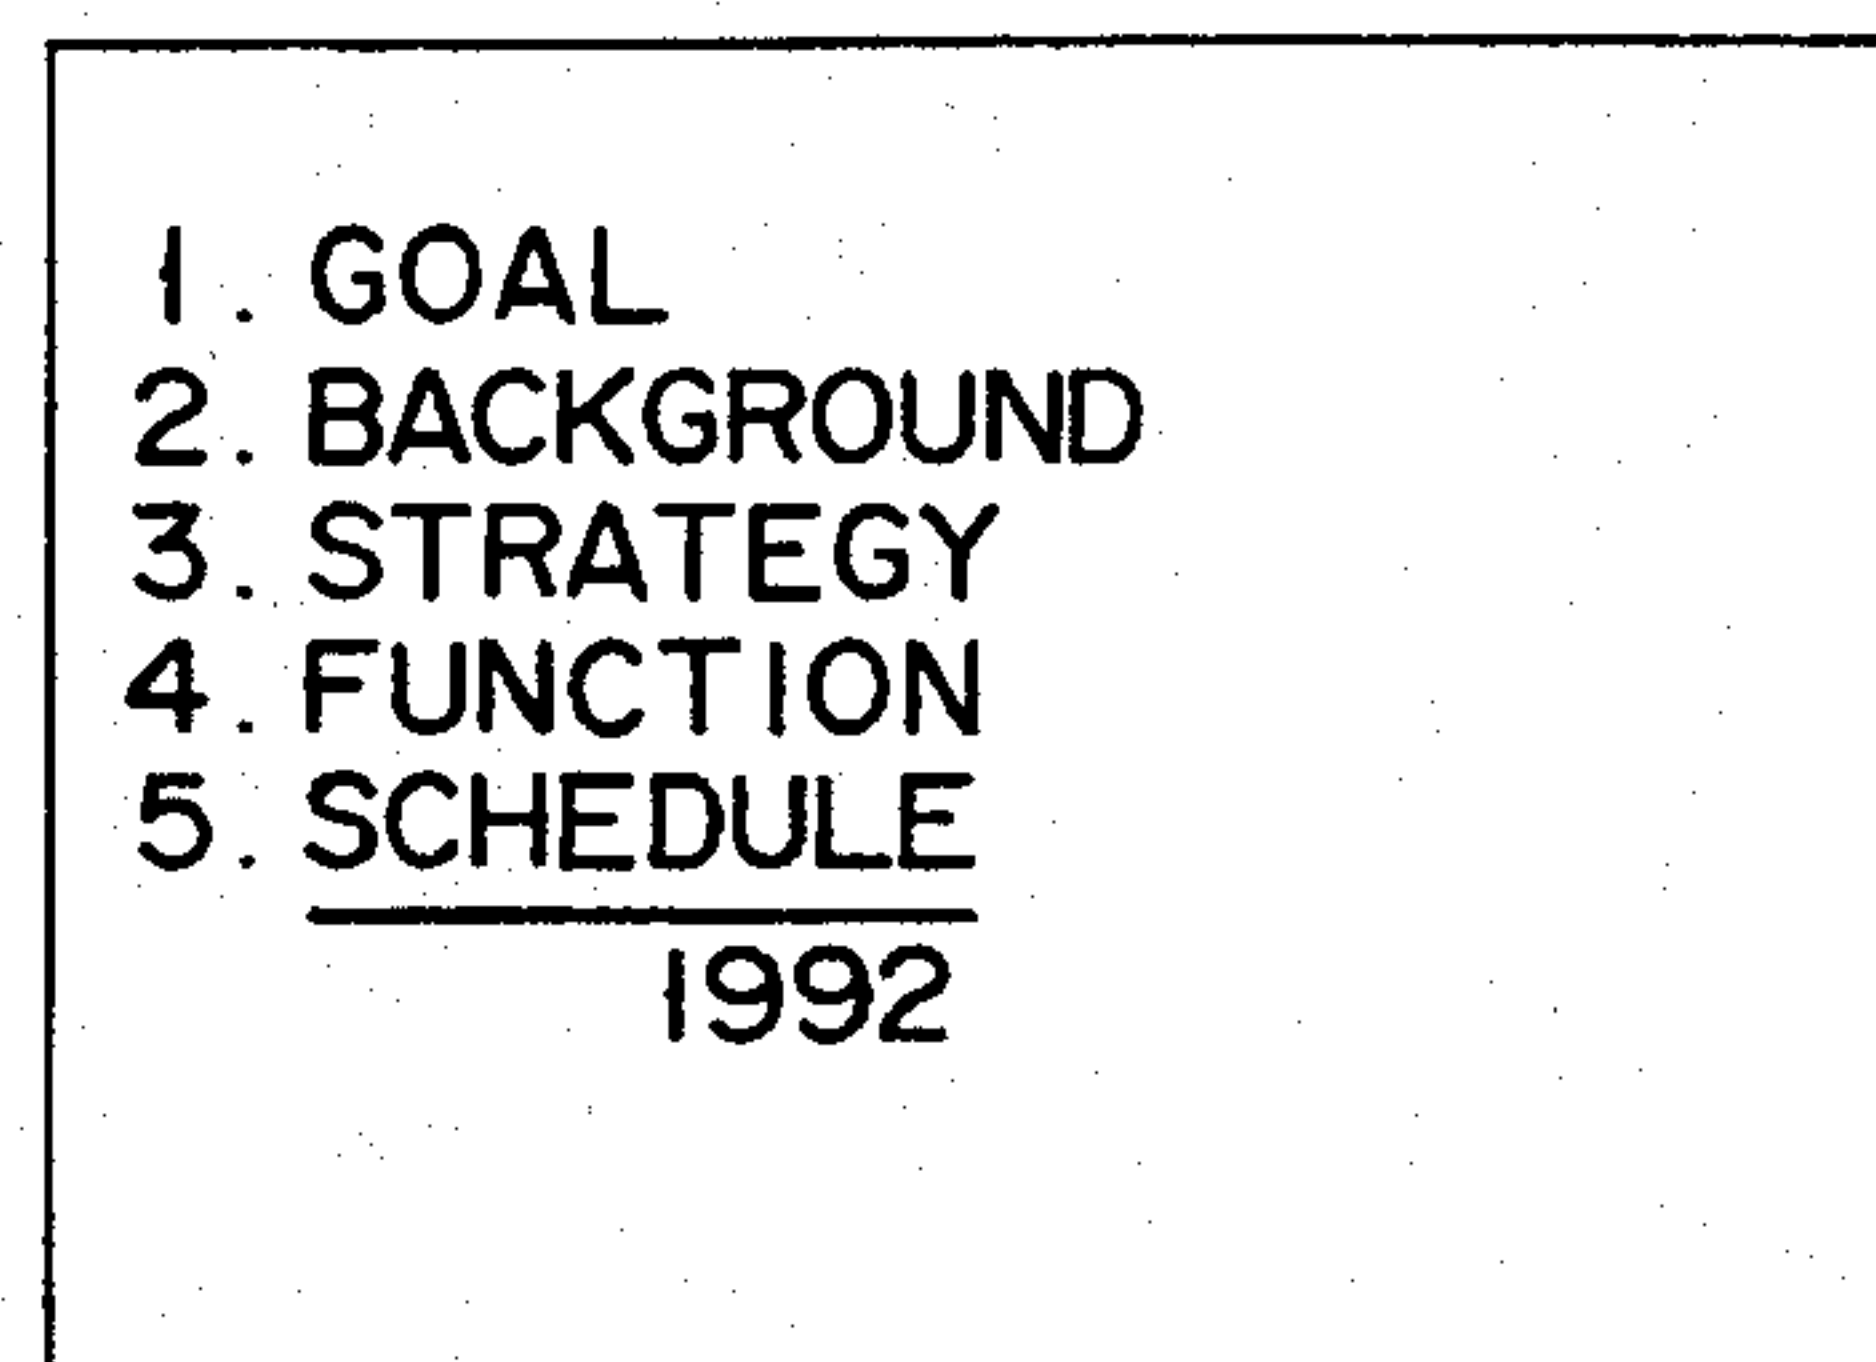 1. GOAL
2. BACKGROUND
3. STRATEGY
4. FUNCTION
5. SCHEDULE
1992